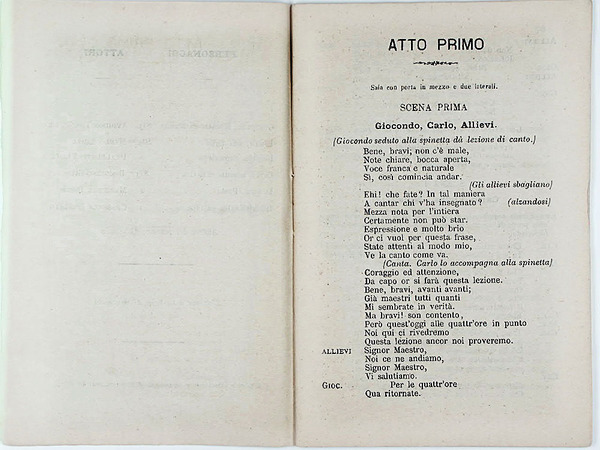 ATTO PRIMO
Sala con porta in mezzo e due laterali.
SCENA PRIMA
Giocondo, Carlo, Allievi.
(Giocondo seduto alla spinetta dà lezione di canto.)
Bene, bravi; non c'è male,
Note chiare, bocca aperta,
Voce franca e naturale
Sì, così comincia andar.
(Gli allievi sbagliano)
Ehi! che fate? In tal maniera
A cantar chi v'ha insegnato? (alzandosi)
Mezza nota per l'intiera
Certamente non può star.
Espressione e molto brio
Or ci vuol per questa frase,
State attenti al modo mio,
Ve la canto come va.
(Canta. Carlo lo accompagna alla spinetta)
Coraggio ed attenzione,
Da capo or si farà questa lezione.
Bene, bravi, avanti avanti;
Già maestri tutti quanti
Mi sembrate in verità.
Ma bravi! son contento,
Però quest'oggi alle quattr'ore in punto
Noi qui ci rivedremo
Questa lezione ancor noi proveremo.
ALLIEVI Signor Maestro,
Noi ce ne andiamo,
Signor Maestro,
Vi salutiamo.
GIOC. Per le quattr'ore
Qua ritornate.
PERSONAGGI
ATTORI